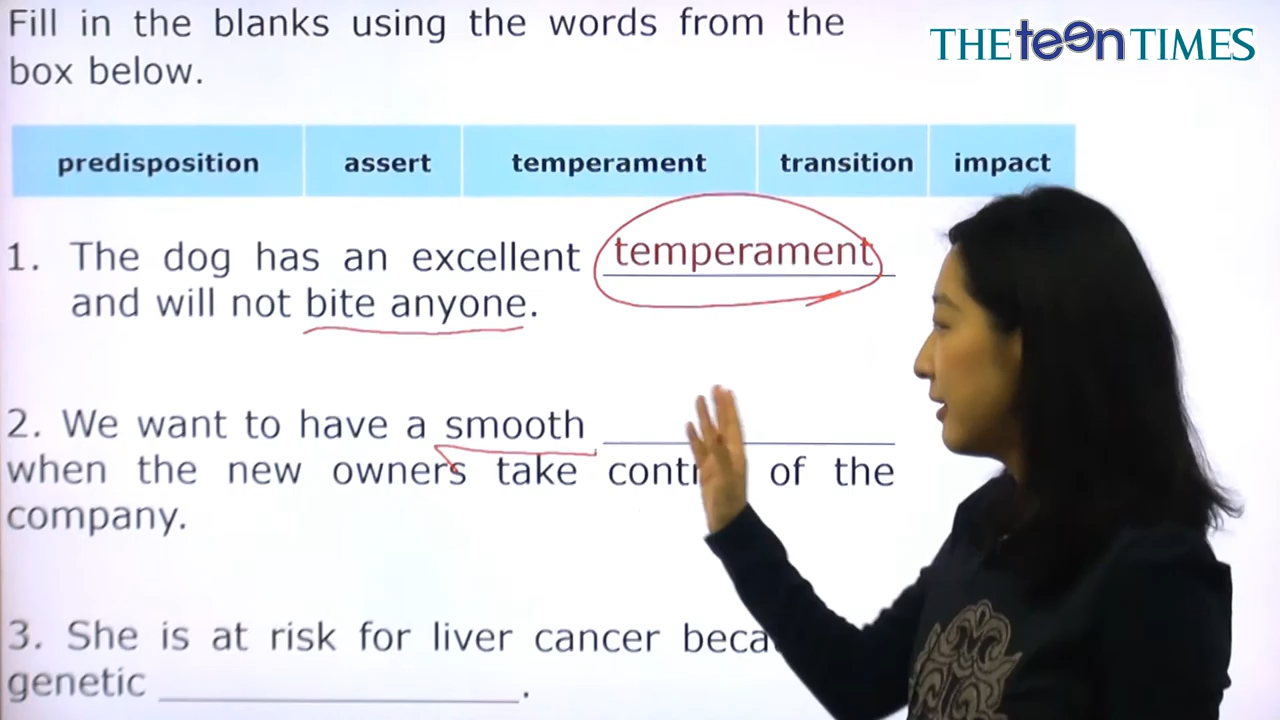 Fill in the blanks using the words from the
box below.
THE teen TIMES
predisposition assert temperament transition impact
1. The dog has an excellent temperament
and will not bite anyone.
2. We want to have a smooth
when the new owners take of the
company.
3. She is at risk for liver cancer
genetic .